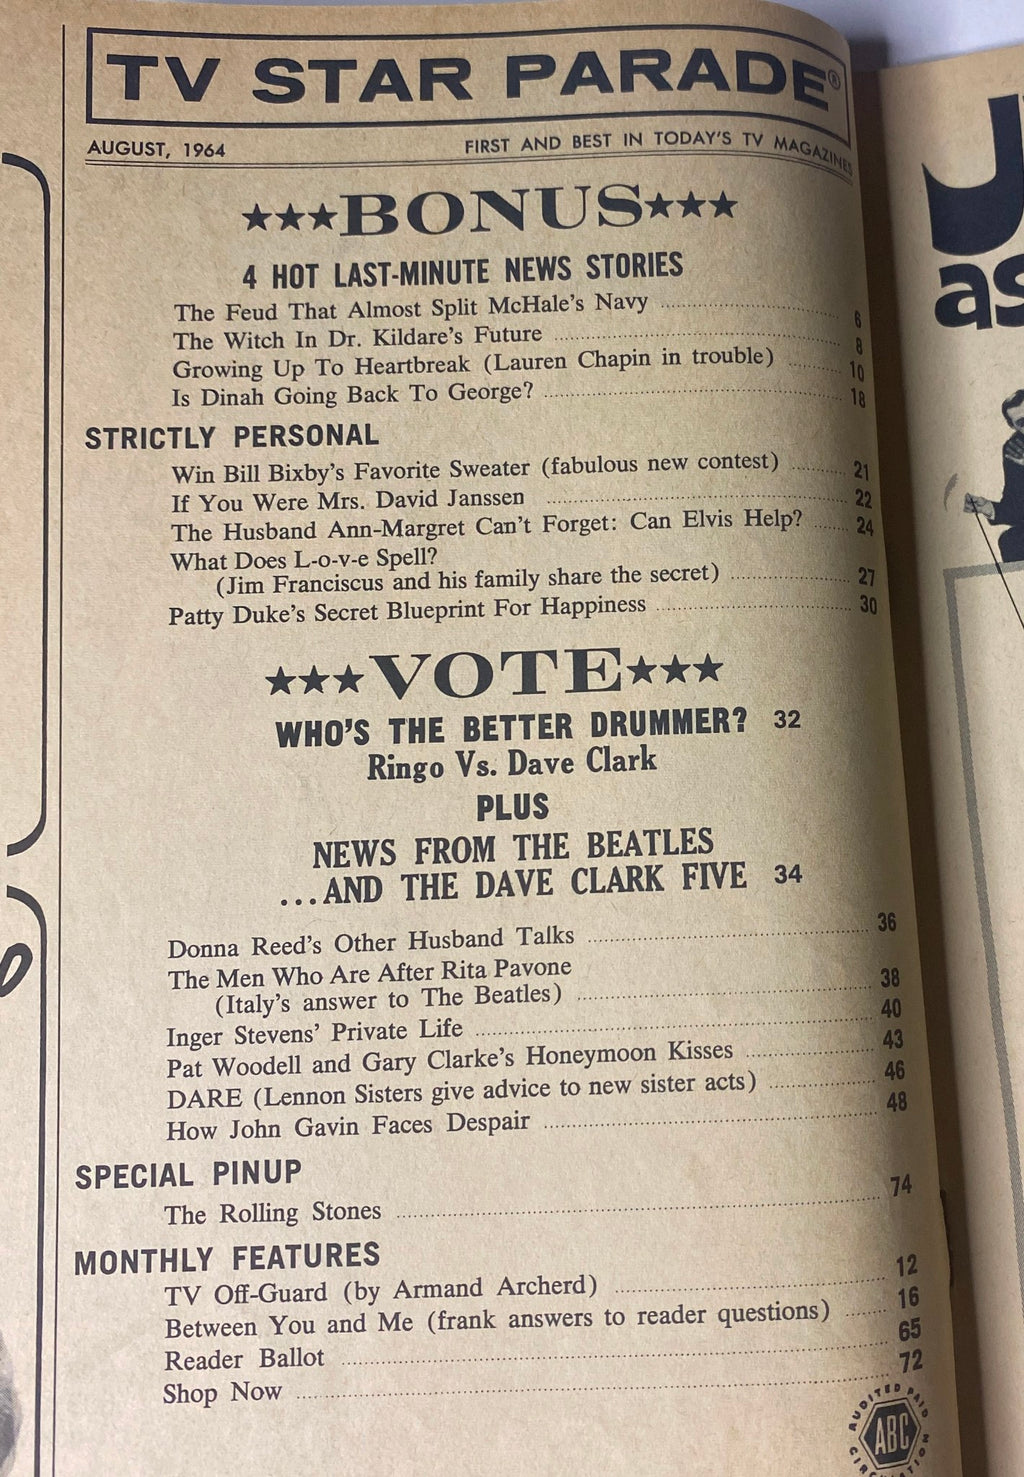 TV STAR PARADE®
AUGUST, 1964
FIRST AND BEST IN TODAY'S TV MAGAZINES
★★★BONUS★★★
4 HOT LAST-MINUTE NEWS STORIES
The Feud That Almost Split McHale's Navy 6
The Witch In Dr. Kildare's Future 8
Growing Up To Heartbreak (Lauren Chapin in trouble) 10
Is Dinah Going Back To George? 18
STRICTLY PERSONAL
Win Bill Bixby's Favorite Sweater (fabulous new contest) 21
If You Were Mrs. David Janssen 22
The Husband Ann-Margret Can't Forget: Can Elvis Help? 24
What Does L-o-v-e Spell?
(Jim Franciscus and his family share the secret) 27
Patty Duke's Secret Blueprint For Happiness 30
★★★VOTE★★★
WHO'S THE BETTER DRUMMER? 32
Ringo Vs. Dave Clark
PLUS
NEWS FROM THE BEATLES
...AND THE DAVE CLARK FIVE 34
Donna Reed's Other Husband Talks 36
The Men Who Are After Rita Pavone
(Italy's answer to The Beatles) 38
Inger Stevens' Private Life 40
Pat Woodell and Gary Clarke's Honeymoon Kisses 43
DARE (Lennon Sisters give advice to new sister acts) 46
How John Gavin Faces Despair 48
SPECIAL PINUP
The Rolling Stones 74
MONTHLY FEATURES
TV Off-Guard (by Armand Archerd) 12
Between You and Me (frank answers to reader questions) 16
Reader Ballot 65
Shop Now 72
AUDITED PAID
ABC
as